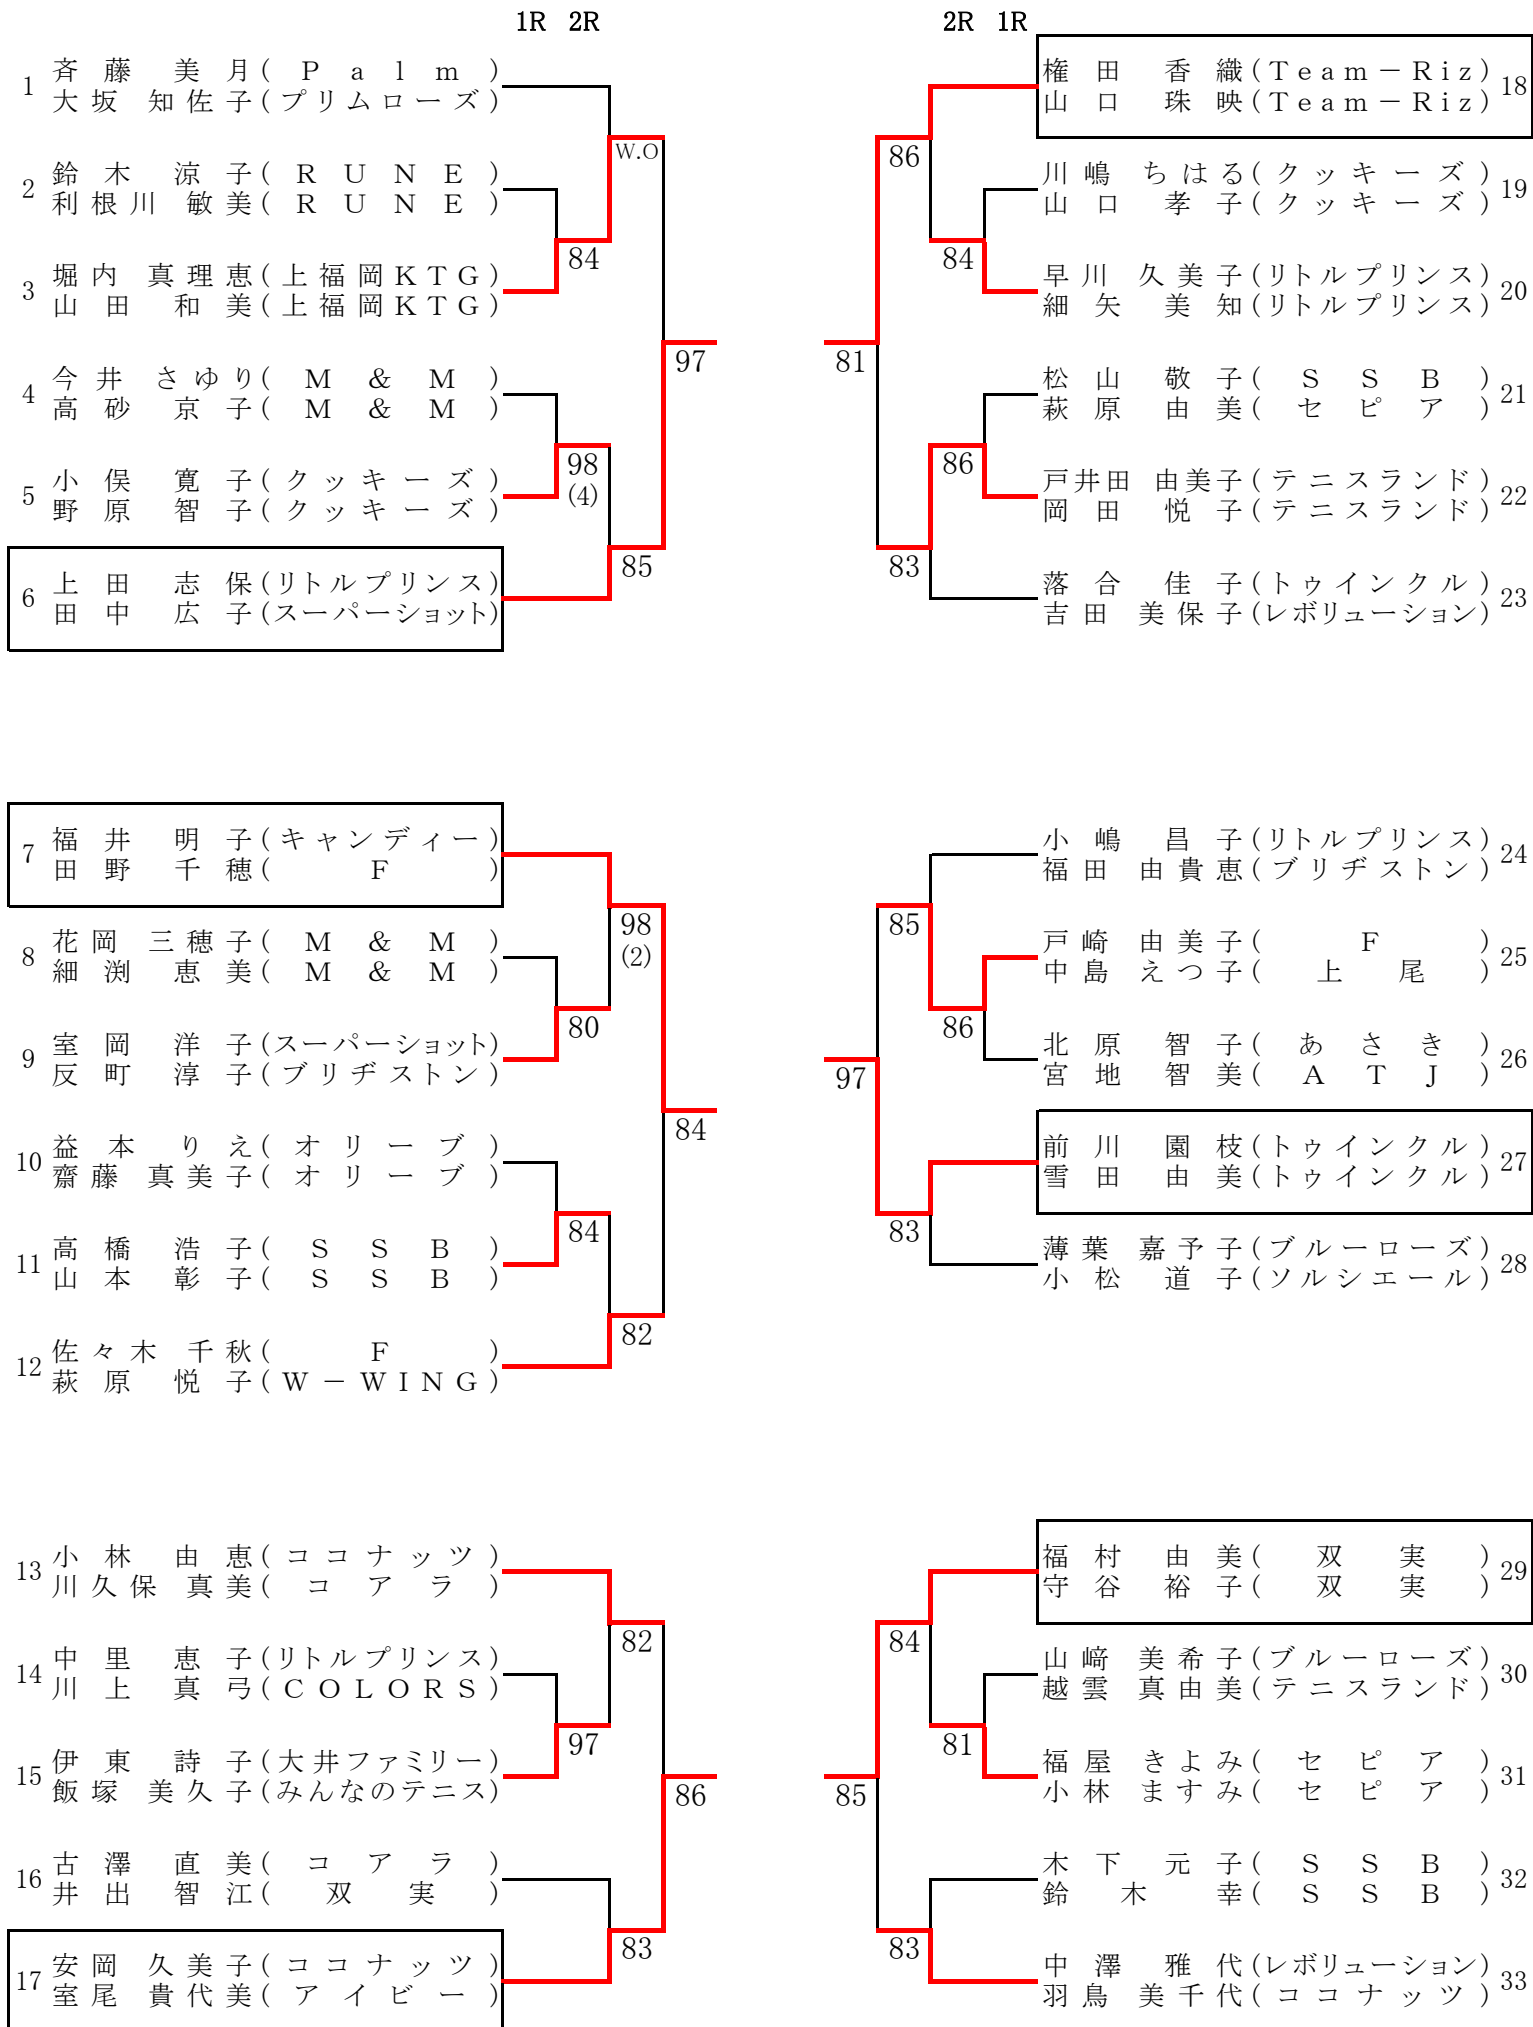 1R 2R
1 斉藤 美月(Palm)
大坂 知佐子(プリムローズ)
W.O
2 鈴木 涼子(RUNE)
利根川 敏美(RUNE)
84
3 堀内 真理恵(上福岡KTG)
山田 和美(上福岡KTG)
97
4 今井 さゆり(M&M)
高砂 京子(M&M)
98
(4)
5 小俣 寛子(クッキーズ)
野原 智子(クッキーズ)
85
6 上田 志保(リトルプリンス)
田中 広子(スーパーショット)
7 福井 明子(キャンディー)
田野 千穂(F)
98
(2)
8 花岡 三穂子(M&M)
細渕 恵美(M&M)
80
9 室岡 洋子(スーパーショット)
反町 淳子(ブリヂストン)
84
10 益本 りえ(オリーブ)
齋藤 真美子(オリーブ)
84
11 高橋 浩子(SSB)
山本 彰子(SSB)
82
12 佐々木 千秋(F)
萩原 悦子(W-WING)
13 小林 由恵(ココナッツ)
川久保 真美(コアラ)
82
14 中里 恵子(リトルプリンス)
川上 真弓(COLORS)
97
15 伊東 詩子(大井ファミリー)
飯塚 美久子(みんなのテニス)
86
16 古澤 直美(コアラ)
井出 智江(双実)
83
17 安岡 久美子(ココナッツ)
室尾 貴代美(アイビー)
2R 1R
権田 香織(Team-Riz) 18
山口 珠映(Team-Riz)
86
川嶋 ちはる(クッキーズ) 19
山口 孝子(クッキーズ)
84
早川 久美子(リトルプリンス) 20
細矢 美知(リトルプリンス)
81
松山 敬子(SSB) 21
萩原 由美(セピア)
86
戸井田 由美子(テニスランド) 22
岡田 悦子(テニスランド)
83
落合 佳子(トゥインクル) 23
吉田 美保子(レボリューション)
小嶋 昌子(リトルプリンス) 24
福田 由貴恵(ブリヂストン)
85
戸崎 由美子(F) 25
中島 えつ子(上尾)
86
北原 智子(あさき) 26
宮地 智美(ATJ)
97
前川 園枝(トゥインクル) 27
雪田 由美(トゥインクル)
83
薄葉 嘉予子(ブルーローズ) 28
小松 道子(ソルシエール)
福村 由美(双実) 29
守谷 裕子(双実)
84
山﨑 美希子(ブルーローズ) 30
越雲 真由美(テニスランド)
81
福屋 きよみ(セピア) 31
小林 ますみ(セピア)
85
木下 元子(SSB) 32
鈴木 幸(SSB)
83
中澤 雅代(レボリューション) 33
羽鳥 美千代(ココナッツ)